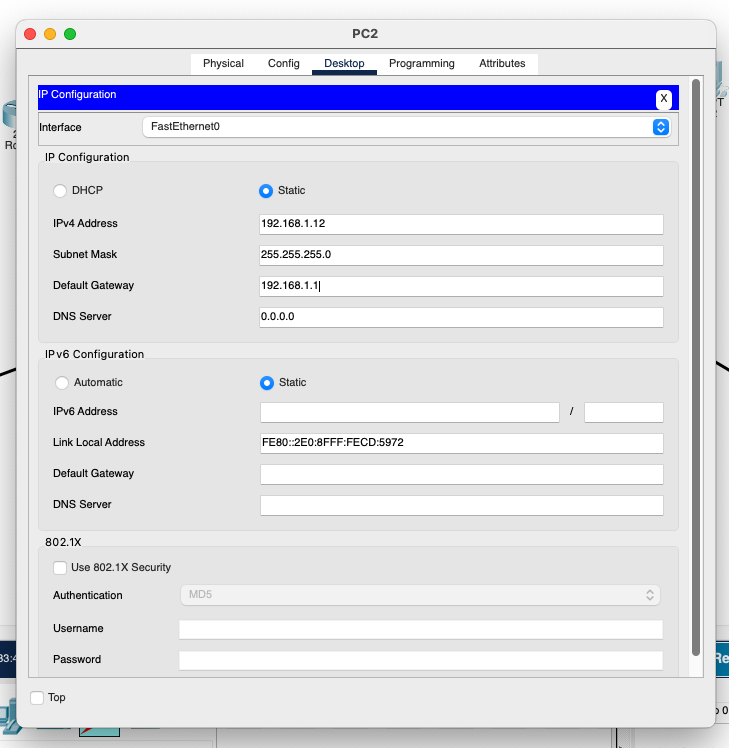 PC2
Physical Config Desktop Programming Attributes
IP Configuration
X
Interface FastEthernet0
IP Configuration
DHCP Static
IPv4 Address 192.168.1.12
Subnet Mask 255.255.255.0
Default Gateway 192.168.1.1
DNS Server 0.0.0.0
IPv6 Configuration
Automatic Static
IPv6 Address /
Link Local Address FE80::2E0:8FFF:FECD:5972
Default Gateway
DNS Server
802.1X
Use 802.1X Security
Authentication MD5
Username
Password
Top